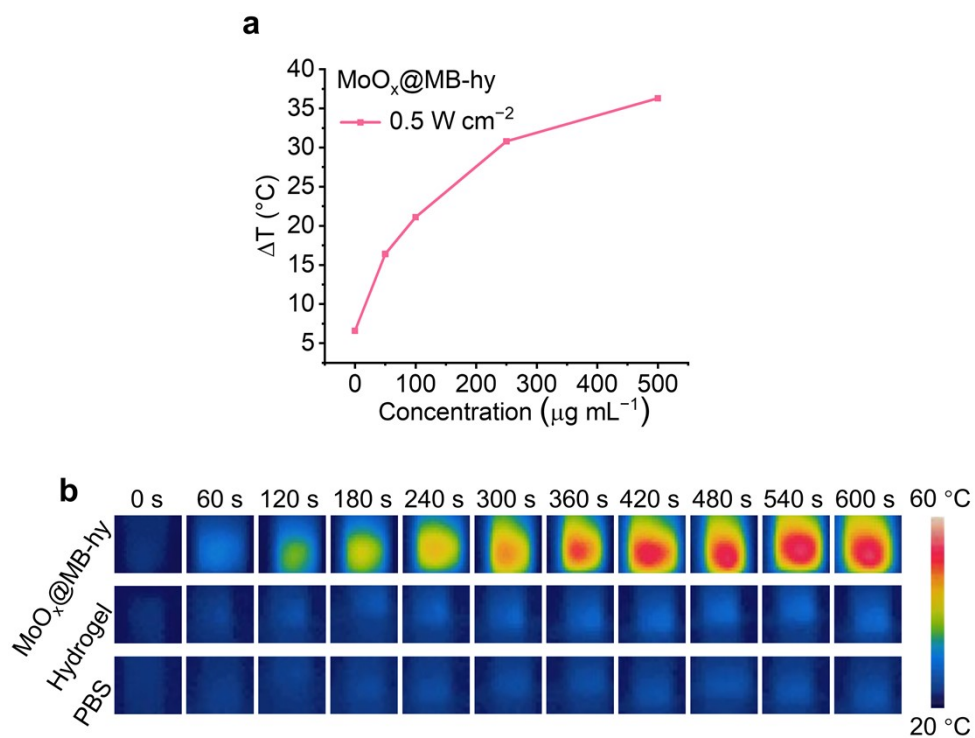 a
40
35
30
25
20
15
10
5
ΔT (°C)
MoOₓ@MB-hy
0.5 W cm⁻²
0 100 200 300 400 500
Concentration (μg mL⁻¹)
b
0 s 60 s 120 s 180 s 240 s 300 s 360 s 420 s 480 s 540 s 600 s
60 °C
MoOₓ@MB-hy
Hydrogel
PBS
20 °C